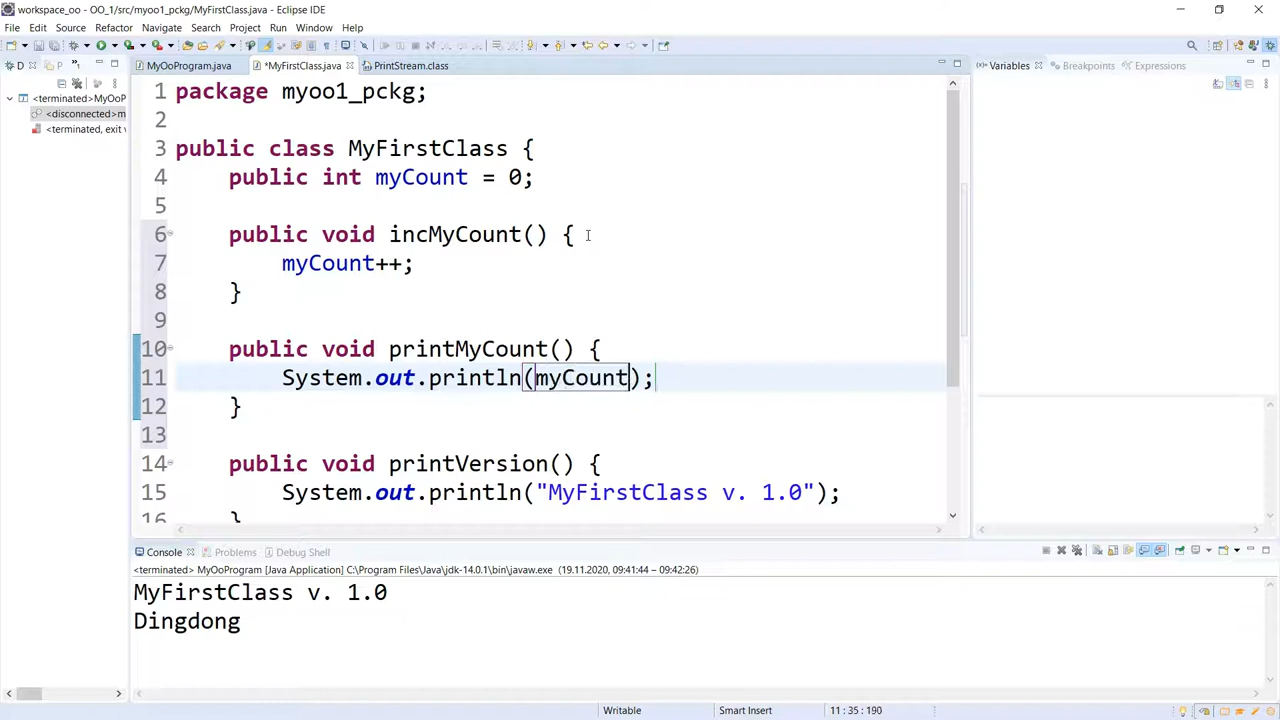 workspace_oo - OO_1/src/myoo1_pckg/MyFirstClass.java - Eclipse IDE
File Edit Source Refactor Navigate Search Project Run Window Help
D P MyOoProgram.java *MyFirstClass.java PrintStream.class Variables Breakpoints Expressions
<terminated>MyOoP
<disconnected>m
<terminated, exit v
1 package myoo1_pckg;
2
3 public class MyFirstClass {
4 public int myCount = 0;
5
6 public void incMyCount() {
7 myCount++;
8 }
9
10 public void printMyCount() {
11 System.out.println(myCount);
12 }
13
14 public void printVersion() {
15 System.out.println("MyFirstClass v. 1.0");
16 }
Console Problems Debug Shell
<terminated> MyOoProgram [Java Application] C:\Program Files\Java\jdk-14.0.1\bin\javaw.exe (19.11.2020, 09:41:44 – 09:42:26)
MyFirstClass v. 1.0
Dingdong
Writable Smart Insert 11 : 35 : 190